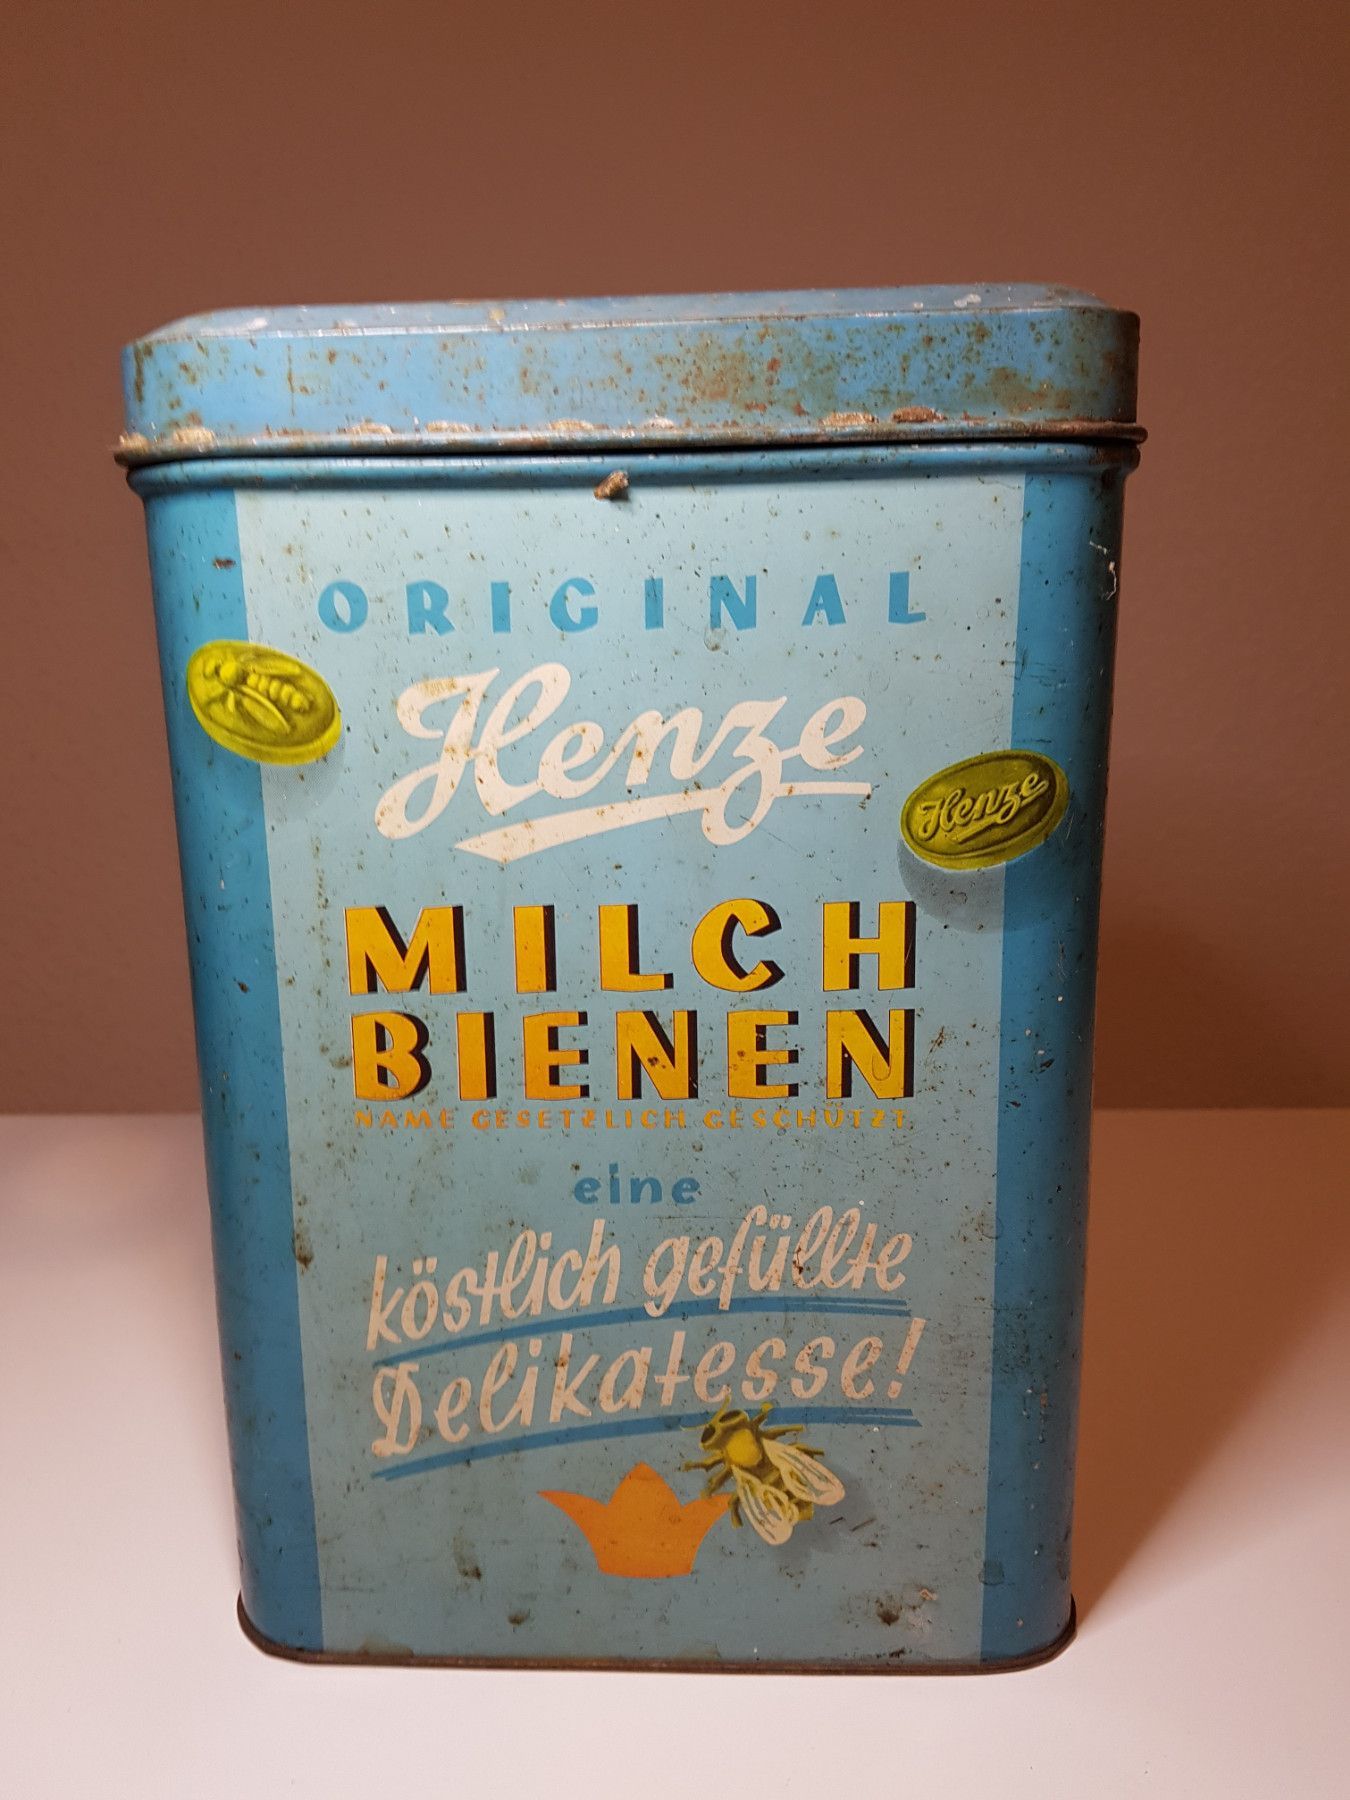 ORIGINAL
Henze
Henze
MILCH
BIENEN
NAME GESETZLICH GESCHÜTZT
eine
köstlich gefüllte
Delikatesse!